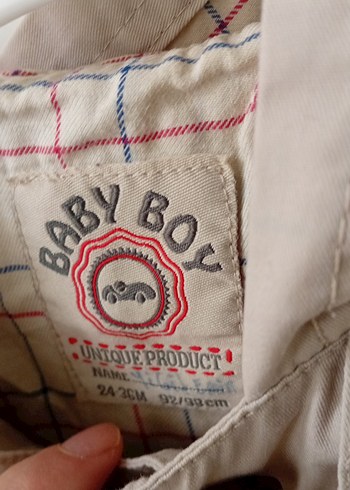 BABY BOY
UNIQUE PRODUCT
NAME
24-36M 92/98cm